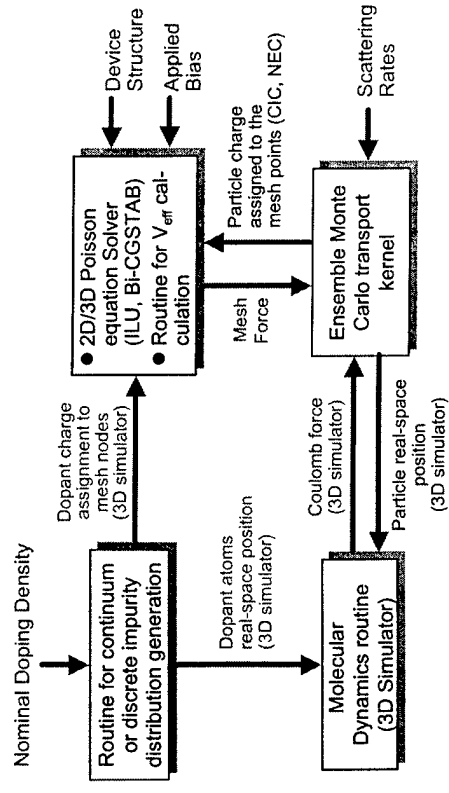 Nominal Doping Density
Routine for continuum
or discrete impurity
distribution generation
Dopant charge
assignment to
mesh nodes
(3D simulator)
● 2D/3D Poisson
equation Solver
(ILU, Bi-CGSTAB)
● Routine for Veff cal-
culation
Device
Structure
Applied
Bias
Dopant atoms
real-space position
(3D simulator)
Mesh
Force
Particle charge
assigned to the
mesh points (CIC, NEC)
Molecular
Dynamics routine
(3D Simulator)
Coulomb force
(3D simulator)
Particle real-space
position
(3D simulator)
Ensemble Monte
Carlo transport
kernel
Scattering
Rates